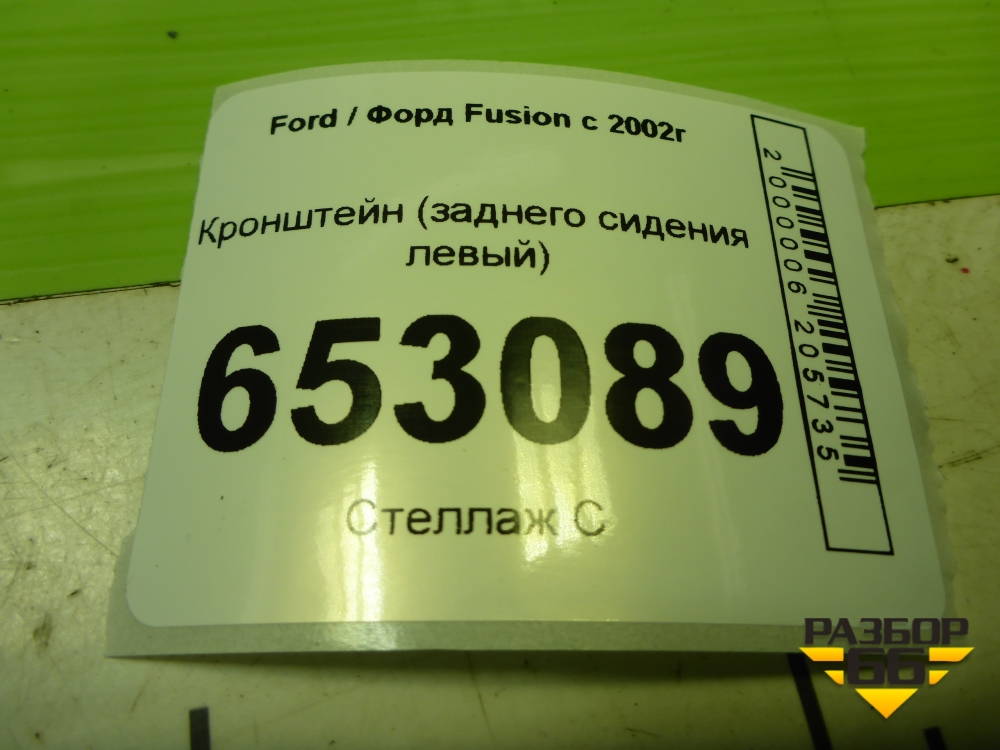 Ford / Форд Fusion с 2002г
Кронштейн (заднего сидения
левый)
653089
Стеллаж С
2000006205735
РАЗБОР
66